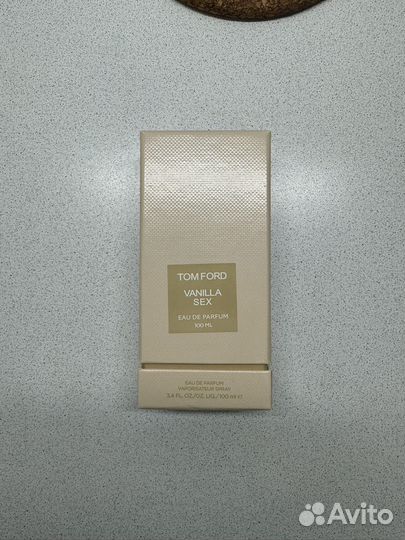 TOM FORD
VANILLA
SEX
EAU DE PARFUM
100 ML
EAU DE PARFUM
VAPORISATEUR SPRAY
3.4 FL. OZ./OZ. LIQ./100 ml ℮
Avito